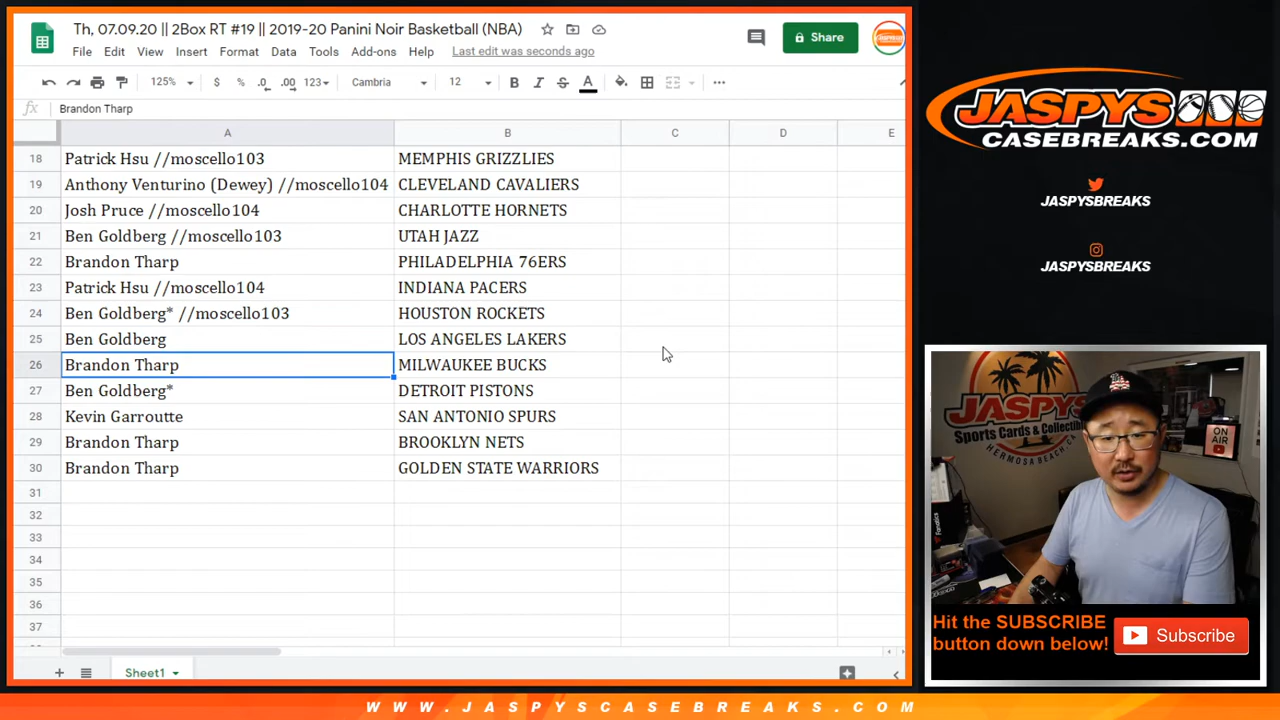 Th, 07.09.20 || 2Box RT #19 || 2019-20 Panini Noir Basketball (NBA)
File Edit View Insert Format Data Tools Add-ons Help Last edit was seconds ago
Share
125% $ % .0 .00 123 Cambria 12 B I S A
fx Brandon Tharp
A B C D E
18 Patrick Hsu //moscello103 MEMPHIS GRIZZLIES
19 Anthony Venturino (Dewey) //moscello104 CLEVELAND CAVALIERS
20 Josh Pruce //moscello104 CHARLOTTE HORNETS
21 Ben Goldberg //moscello103 UTAH JAZZ
22 Brandon Tharp PHILADELPHIA 76ERS
23 Patrick Hsu //moscello104 INDIANA PACERS
24 Ben Goldberg* //moscello103 HOUSTON ROCKETS
25 Ben Goldberg LOS ANGELES LAKERS
26 Brandon Tharp MILWAUKEE BUCKS
27 Ben Goldberg* DETROIT PISTONS
28 Kevin Garroutte SAN ANTONIO SPURS
29 Brandon Tharp BROOKLYN NETS
30 Brandon Tharp GOLDEN STATE WARRIORS
31
32
33
34
35
36
37
Sheet1
JASPYS
CASEBREAKS.COM
JASPYSBREAKS
JASPYSBREAKS
JASPYS
Sports Cards & Collectib
HERMOSA BEACH, CA
ON AIR
Fanatics
Hit the SUBSCRIBE
button down below!
Subscribe
WWW.JASPYSCASEBREAKS.COM